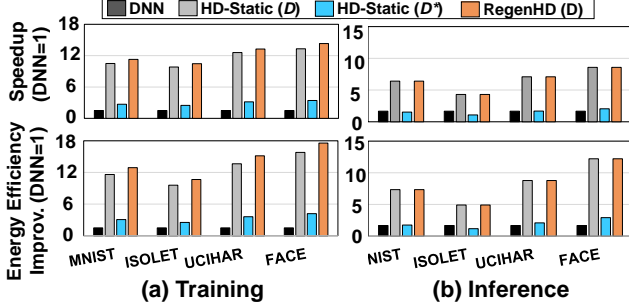 DNN HD-Static (D) HD-Static (D*) RegenHD (D)
Speedup
(DNN=1)
18
12
6
0
15
10
5
0
Energy Efficiency
Improv. (DNN=1)
18
12
6
0
15
10
5
0
MNIST ISOLET UCIHAR FACE
NIST ISOLET UCIHAR FACE
(a) Training
(b) Inference